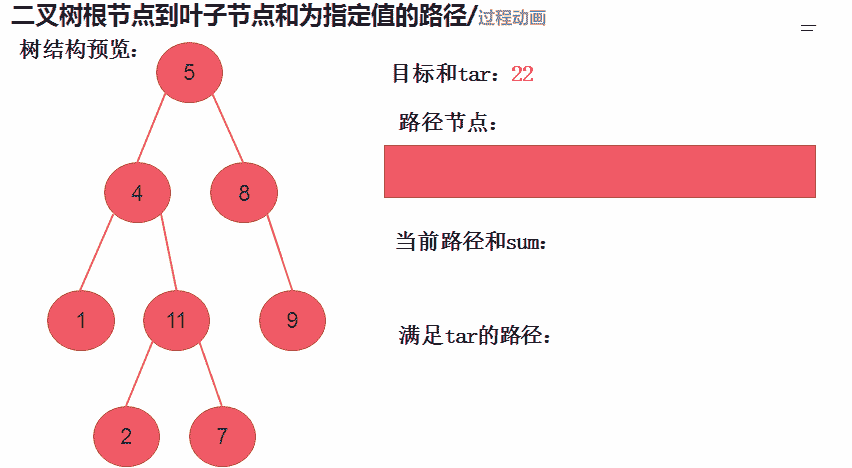 二叉树根节点到叶子节点和为指定值的路径/过程动画
树结构预览：
目标和tar：22
路径节点：
当前路径和sum：
满足tar的路径：
5
4
8
1
11
9
2
7